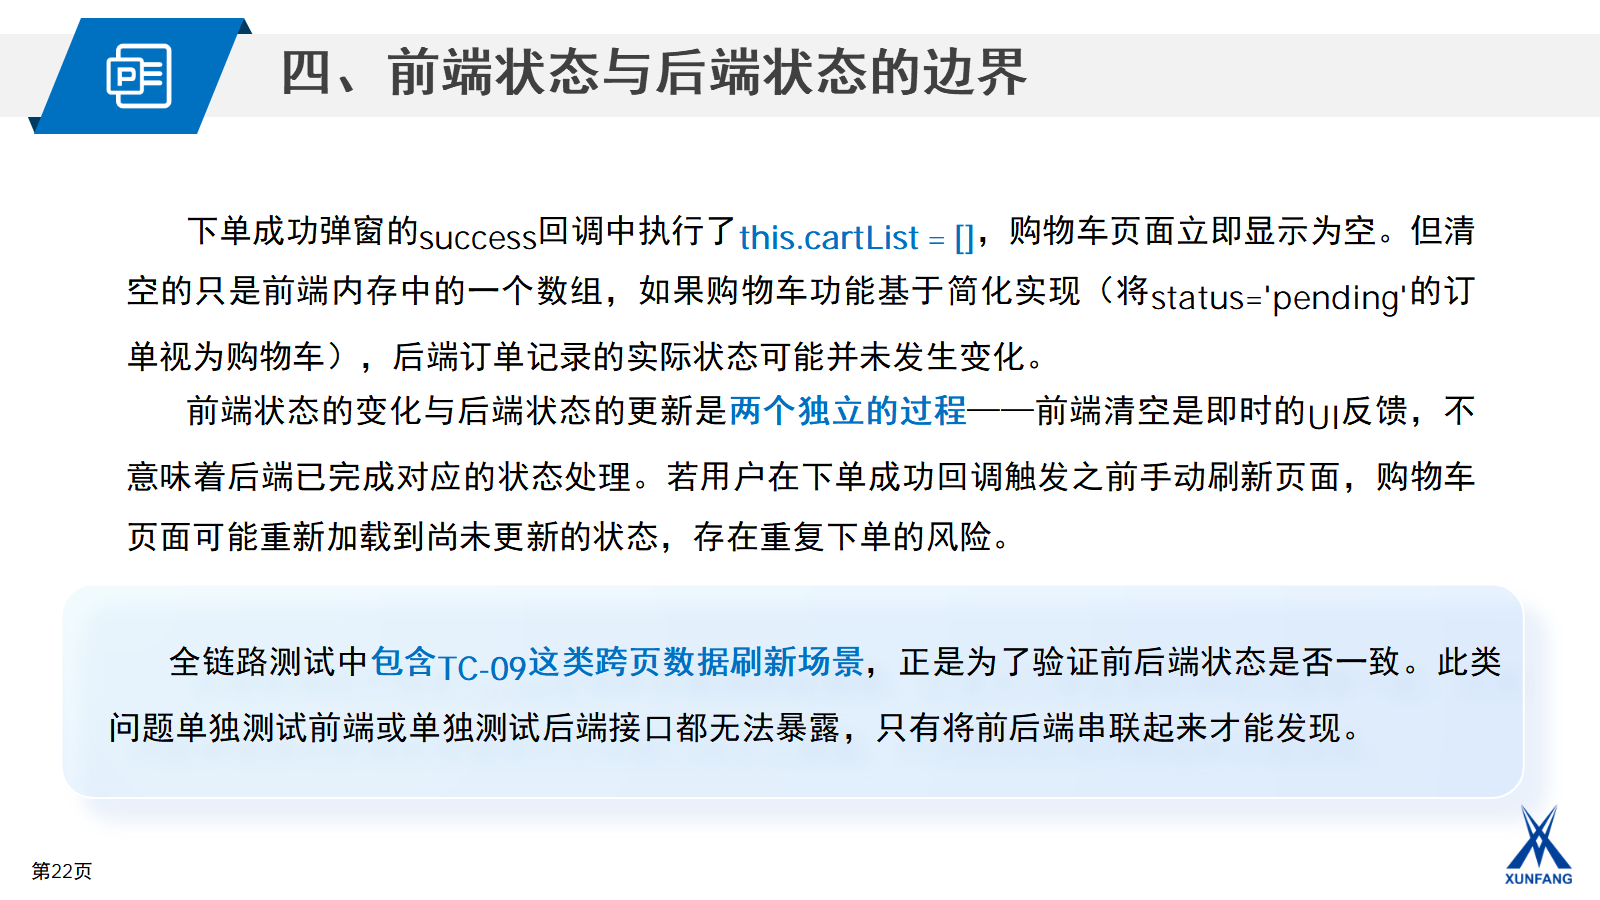 四、前端状态与后端状态的边界
下单成功弹窗的success回调中执行了this.cartList = []，购物车页面立即显示为空。但清
空的只是前端内存中的一个数组，如果购物车功能基于简化实现（将status='pending'的订
单视为购物车），后端订单记录的实际状态可能并未发生变化。
前端状态的变化与后端状态的更新是两个独立的过程——前端清空是即时的UI反馈，不
意味着后端已完成对应的状态处理。若用户在下单成功回调触发之前手动刷新页面，购物车
页面可能重新加载到尚未更新的状态，存在重复下单的风险。
全链路测试中包含TC-09这类跨页数据刷新场景，正是为了验证前后端状态是否一致。此类
问题单独测试前端或单独测试后端接口都无法暴露，只有将前后端串联起来才能发现。
第22页
XUNFANG